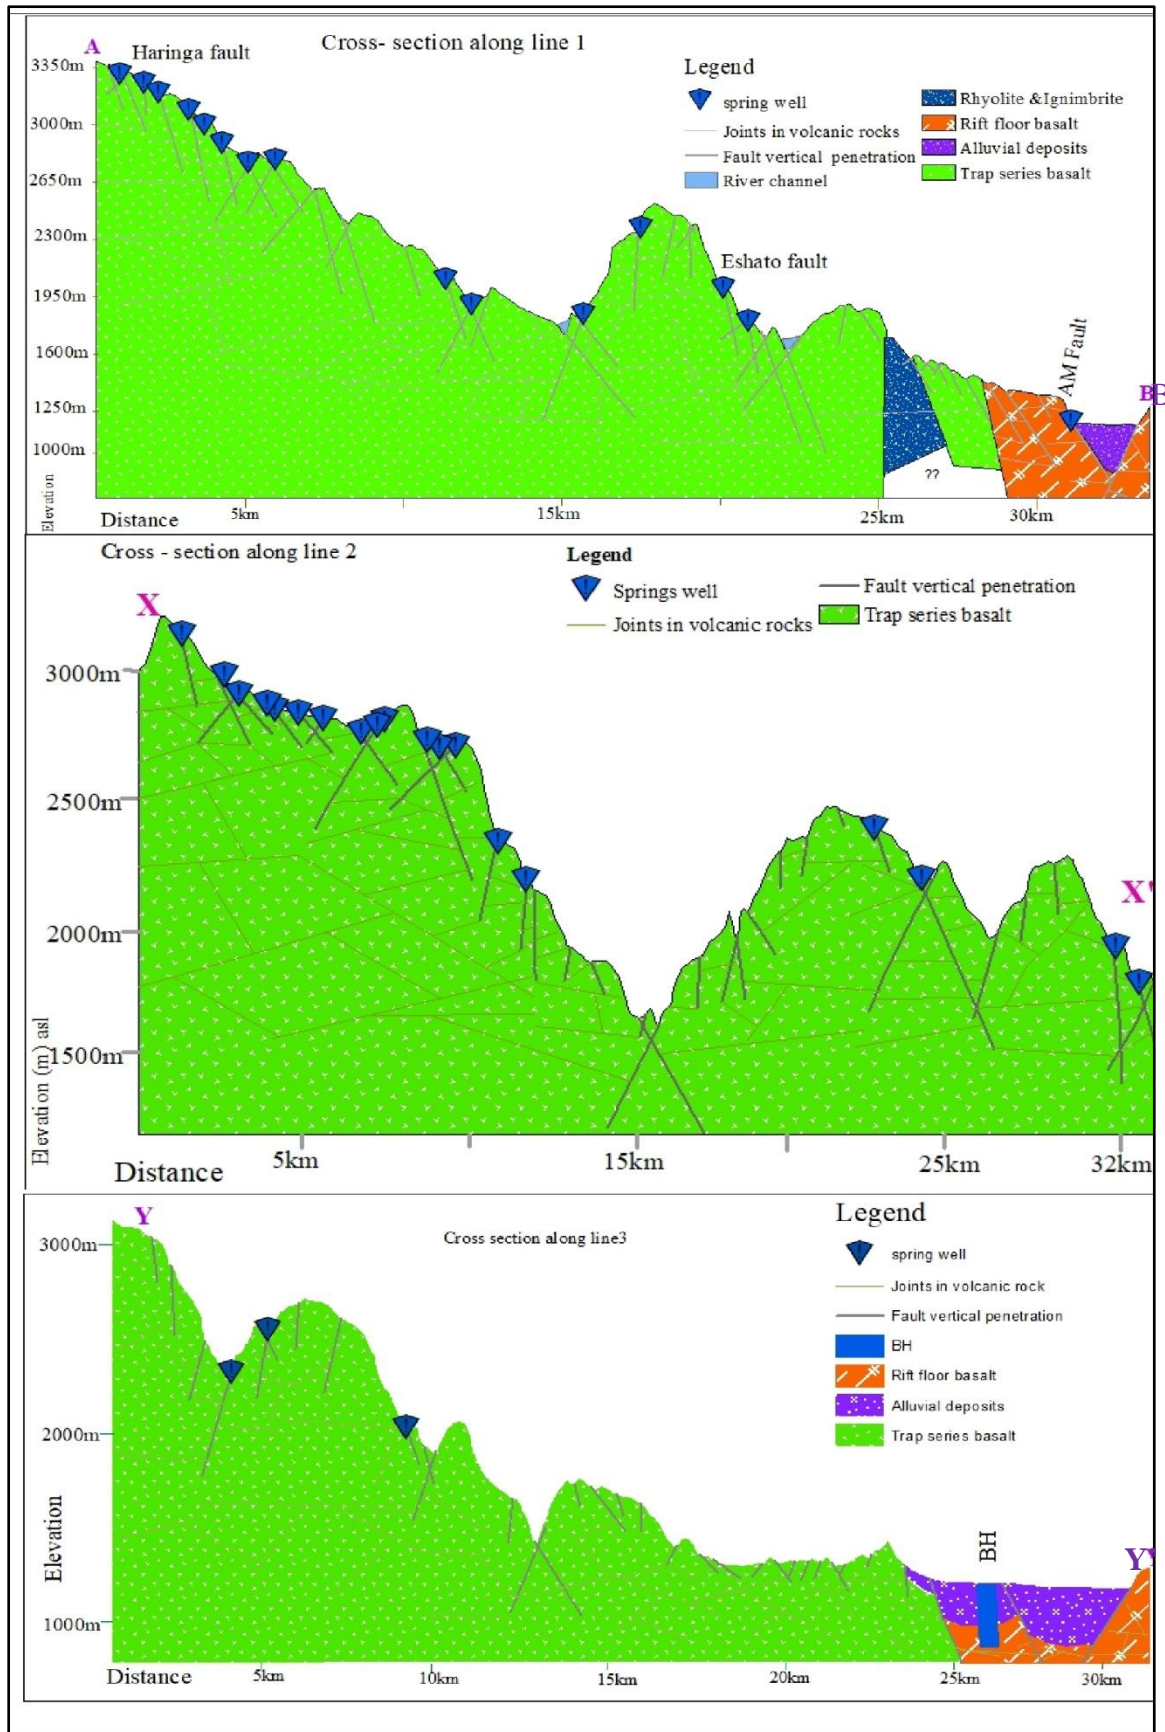 Cross- section along line 1
A
Haringa fault
3350m
3000m
2650m
2300m
1950m
1600m
1250m
1000m
Elevation
Legend
spring well
Joints in volcanic rocks
Fault vertical penetration
River channel
Rhyolite &Ignimbrite
Rift floor basalt
Alluvial deposits
Trap series basalt
Eshato fault
AM Fault
B
B
??
Distance
5km
15km
25km
30km
Cross - section along line 2
Legend
Springs well
Joints in volcanic rocks
Fault vertical penetration
Trap series basalt
X
X'
3000m
2500m
2000m
1500m
Elevation (m) asl
Distance
5km
15km
25km
32km
Y
Cross section along line3
Legend
spring well
Joints in volcanic rock
Fault vertical penetration
BH
Rift floor basalt
Alluvial deposits
Trap series basalt
3000m
2000m
1000m
Elevation
BH
Y'
Distance
5km
10km
15km
20km
25km
30km